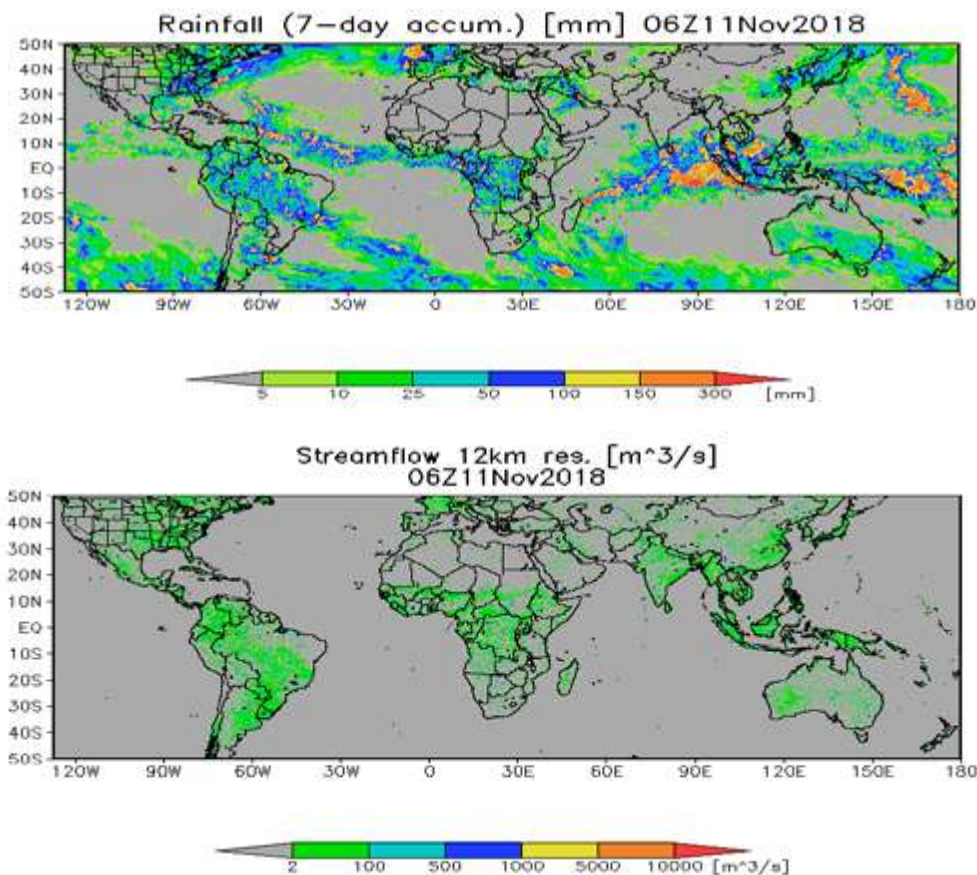 Rainfall (7-day accum.) [mm] 06Z11Nov2018
50N
40N
30N
20N
10N
EQ
10S
20S
30S
40S
50S
120W 90W 60W 30W 0 30E 60E 90E 120E 150E 180
5 10 25 50 100 150 300 [mm]
Streamflow 12km res. [m^3/s]
06Z11Nov2018
50N
40N
30N
20N
10N
EQ
10S
20S
30S
40S
50S
120W 90W 60W 30W 0 30E 60E 90E 120E 150E 180
2 100 500 1000 5000 10000 [m^3/s]